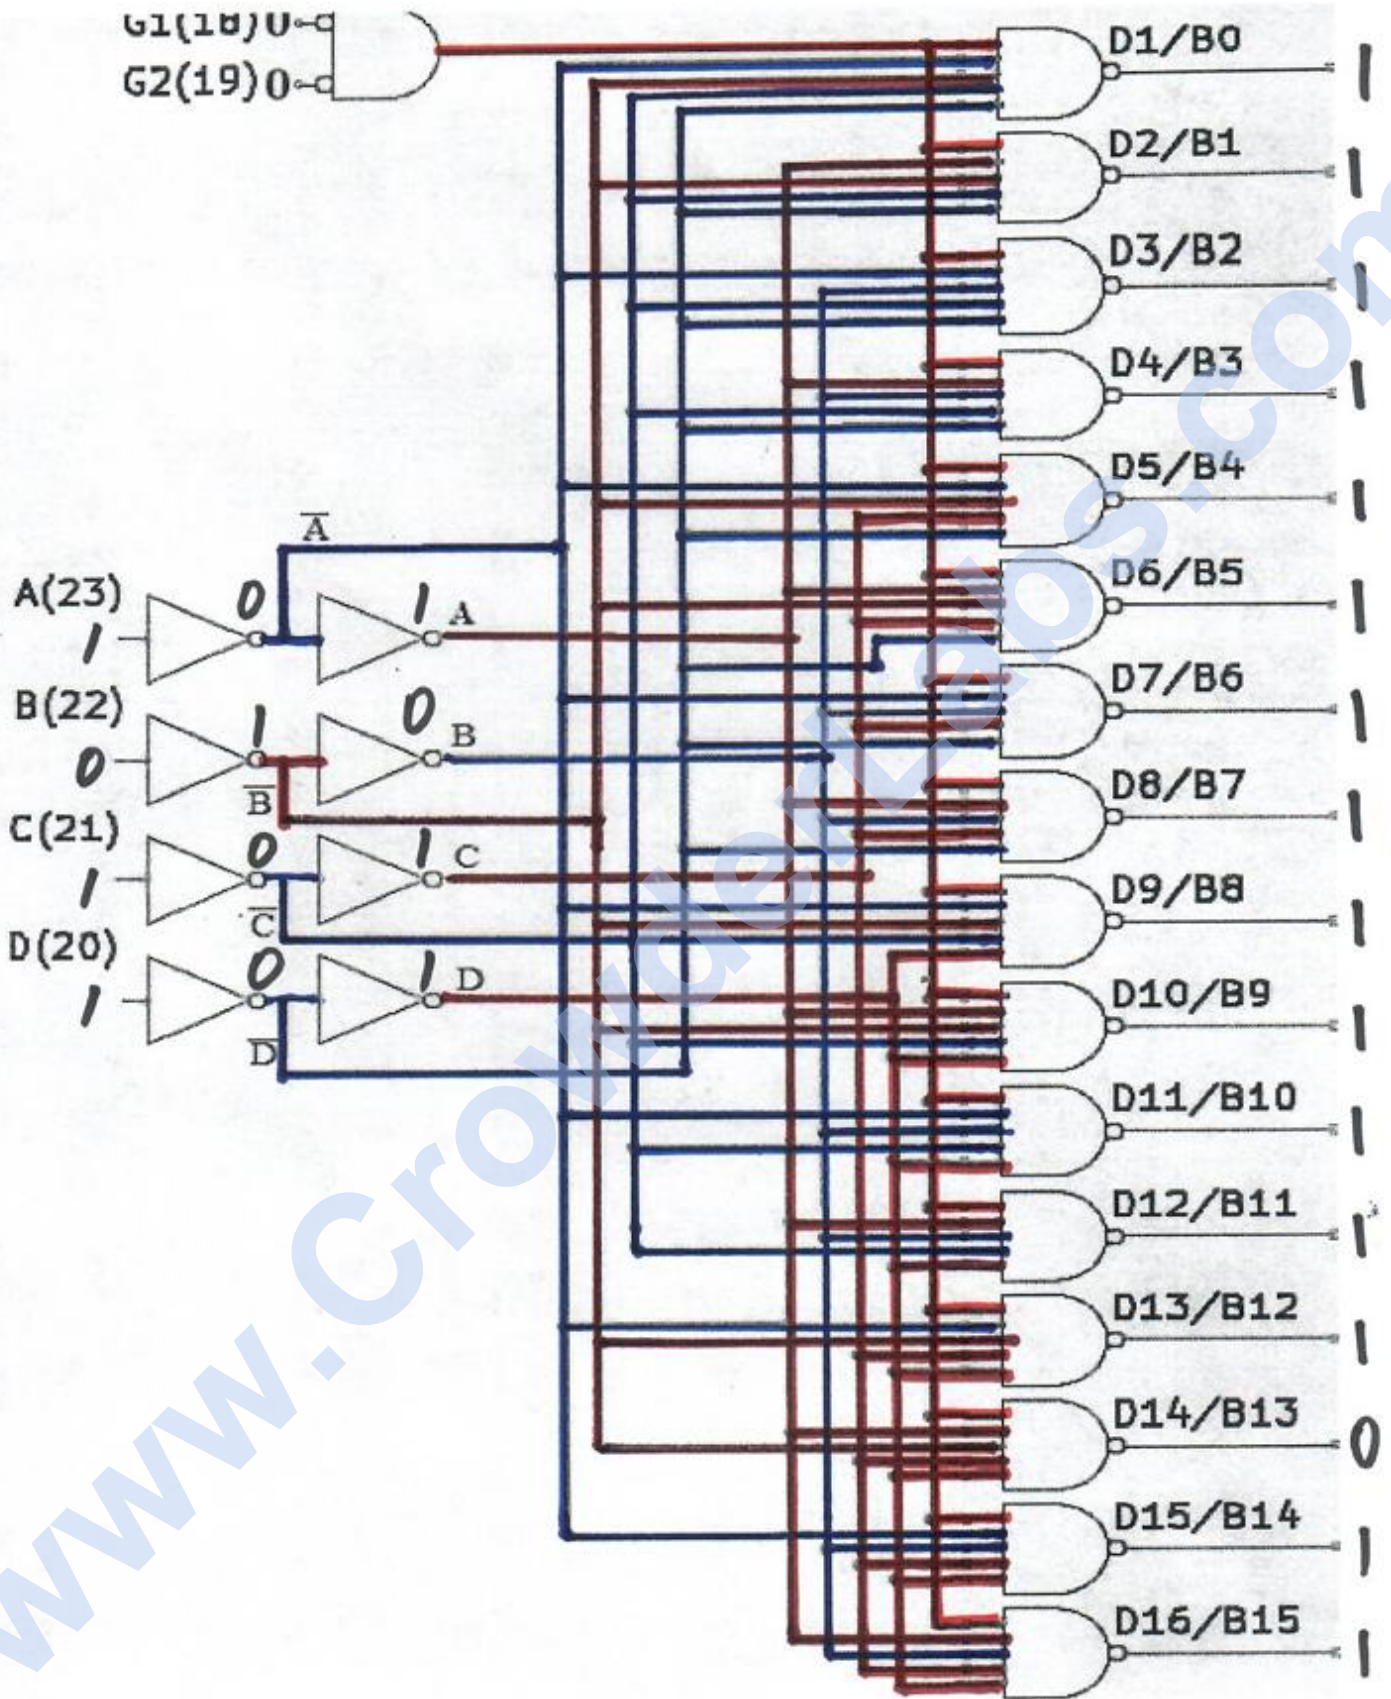 G1(18)0
G2(19)0
D1/B0 1
D2/B1 1
D3/B2 1
D4/B3 1
D5/B4 1
A
A(23) 0 1 A D6/B5 1
1
B(22) 1 0 B D7/B6 1
0
B D8/B7 1
C(21) 0 1 C
1 D9/B8 1
C
D(20) 0 1 D D10/B9 1
1
D
D11/B10 1
D12/B11 1
D13/B12 1
D14/B13 0
D15/B14 1
D16/B15 1
www.CrowderLabs.com